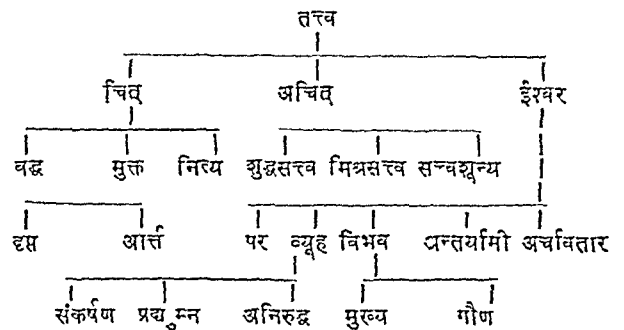 तत्त्व
चित् अचित् ईश्वर
बद्ध मुक्त नित्य शुद्धसत्त्व मिश्रसत्त्व सत्त्वशून्य
दृप्त आर्त्त पर व्यूह विभव अन्तर्यामी अर्चावतार
संकर्षण प्रद्युम्न अनिरुद्ध मुख्य गौण